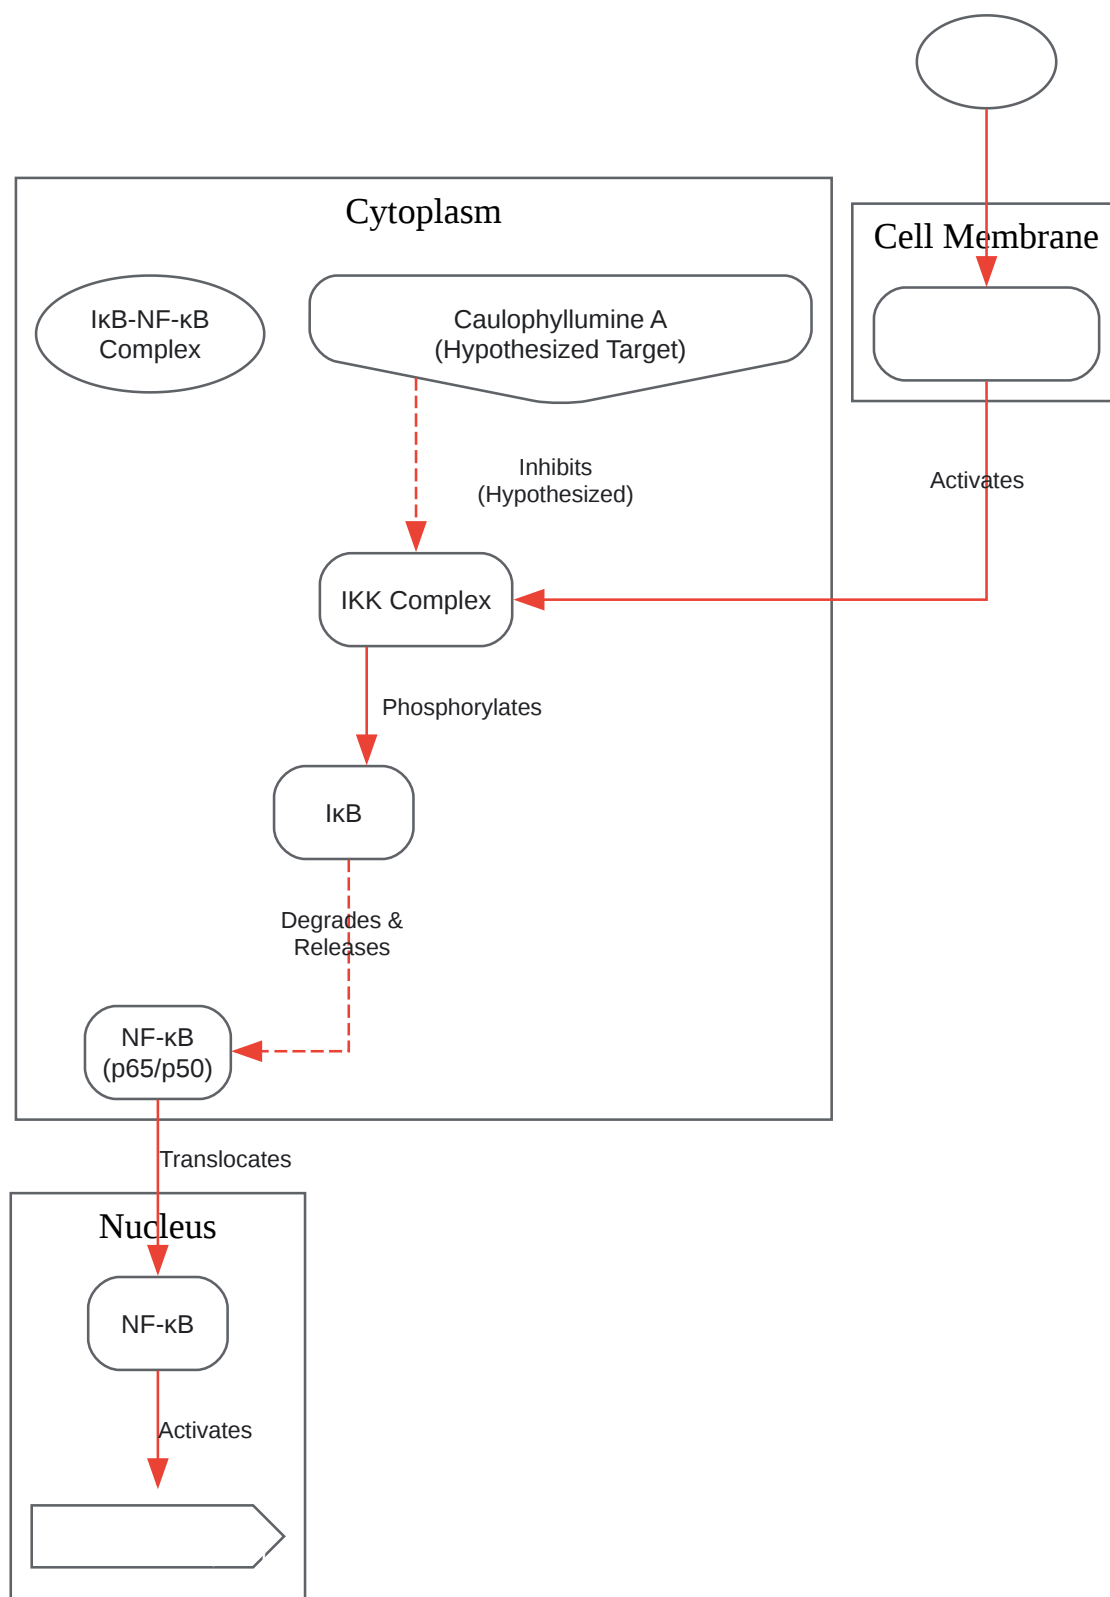 Cytoplasm
Cell Membrane
IκB-NF-κB
Complex
Caulophyllumine A
(Hypothesized Target)
Inhibits
(Hypothesized)
Activates
IKK Complex
Phosphorylates
IκB
Degrades &
Releases
NF-κB
(p65/p50)
Translocates
Nucleus
NF-κB
Activates